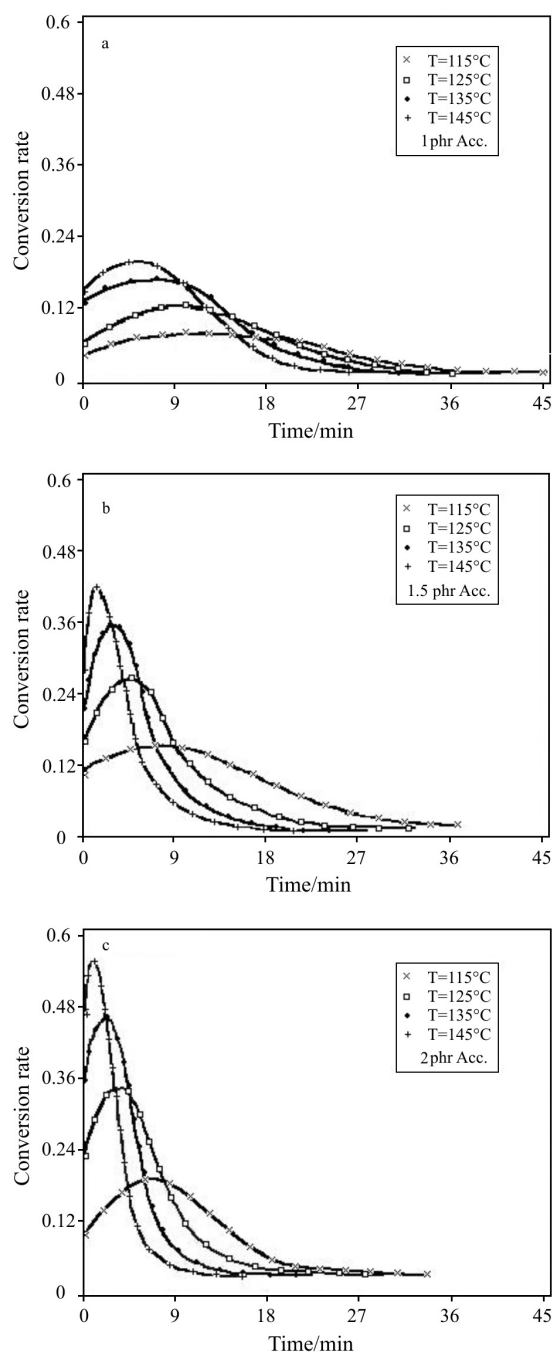 0.6
a
T=115°C
T=125°C
T=135°C
T=145°C
1phr Acc.
0.48
0.36
0.24
0.12
0
Conversion rate
0 9 18 27 36 45
Time/min
0.6
b
T=115°C
T=125°C
T=135°C
T=145°C
1.5 phr Acc.
0.48
0.36
0.24
0.12
0
Conversion rate
0 9 18 27 36 45
Time/min
0.6
c
T=115°C
T=125°C
T=135°C
T=145°C
2phr Acc.
0.48
0.36
0.24
0.12
0
Conversion rate
0 9 18 27 36 45
Time/min